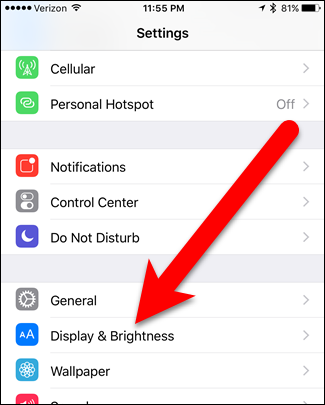 Verizon 11:55 PM 81%
Settings
Cellular
Personal Hotspot Off
Notifications
Control Center
Do Not Disturb
General
AA Display & Brightness
Wallpaper